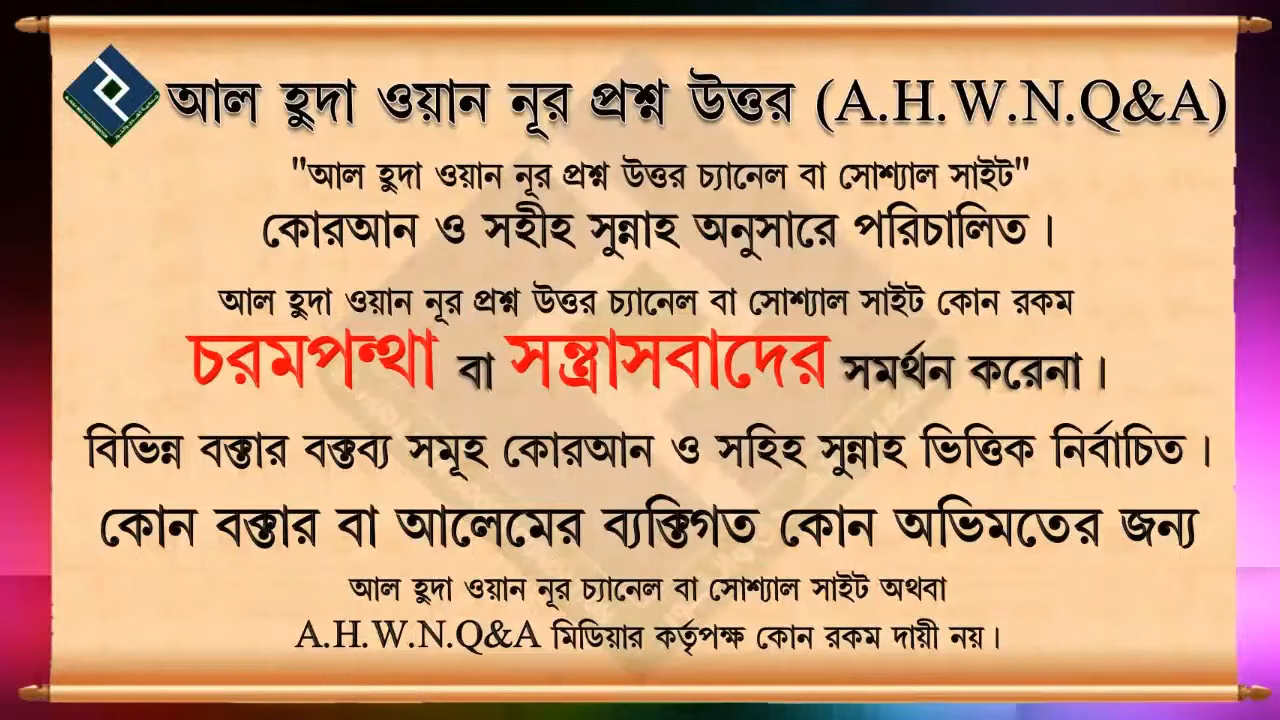 আল হুদা ওয়ান নূর প্রশ্ন উত্তর (A.H.W.N.Q&A)
"আল হুদা ওয়ান নূর প্রশ্ন উত্তর চ্যানেল বা সোশ্যাল সাইট"
কোরআন ও সহীহ সুন্নাহ অনুসারে পরিচালিত।
আল হুদা ওয়ান নূর প্রশ্ন উত্তর চ্যানেল বা সোশ্যাল সাইট কোন রকম
চরমপন্থা বা সন্ত্রাসবাদের সমর্থন করেনা।
বিভিন্ন বক্তার বক্তব্য সমূহ কোরআন ও সহিহ সুন্নাহ ভিত্তিক নির্বাচিত।
কোন বক্তার বা আলেমের ব্যক্তিগত কোন অভিমতের জন্য
আল হুদা ওয়ান নূর চ্যানেল বা সোশ্যাল সাইট অথবা
A.H.W.N.Q&A মিডিয়ার কর্তৃপক্ষ কোন রকম দায়ী নয়।